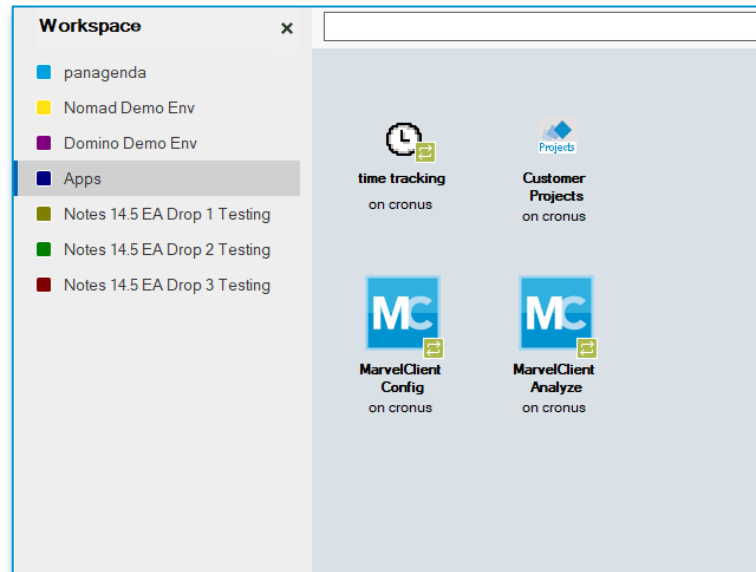 Workspace
panagenda
Nomad Demo Env
Domino Demo Env
Apps
Notes 14.5 EA Drop 1 Testing
Notes 14.5 EA Drop 2 Testing
Notes 14.5 EA Drop 3 Testing
time tracking
on cronus
Projects
Customer
Projects
on cronus
MC
MarvelClient
Config
on cronus
MC
MarvelClient
Analyze
on cronus